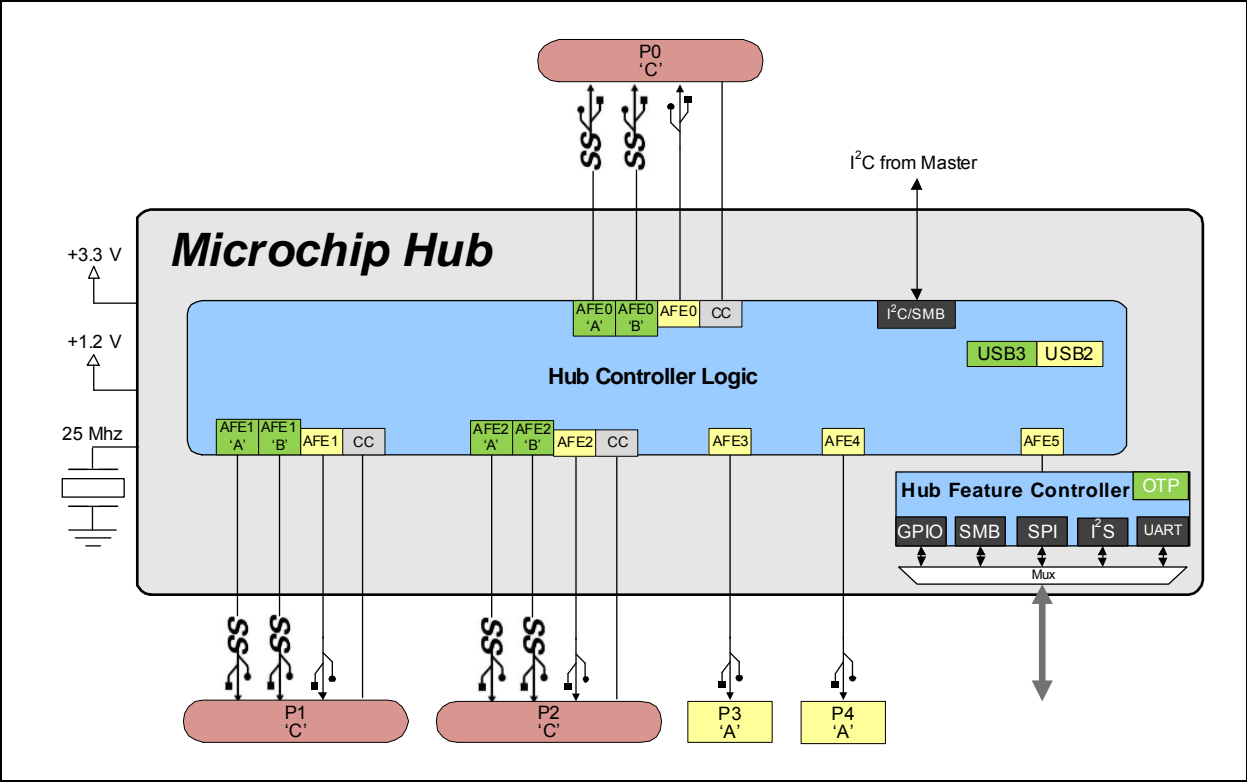 P0
‘C’
SS SS
I²C from Master
Microchip Hub
+3.3 V
AFE0 AFE0 AFE0 CC
‘A’ ‘B’
I²C/SMB
+1.2 V
USB3 USB2
Hub Controller Logic
25 Mhz
AFE1 AFE1 AFE1 CC
‘A’ ‘B’
AFE2 AFE2 AFE2 CC
‘A’ ‘B’
AFE3
AFE4
AFE5
Hub Feature Controller
OTP
GPIO SMB SPI I²S UART
Mux
SS SS SS SS
P1
‘C’
P2
‘C’
P3
‘A’
P4
‘A’